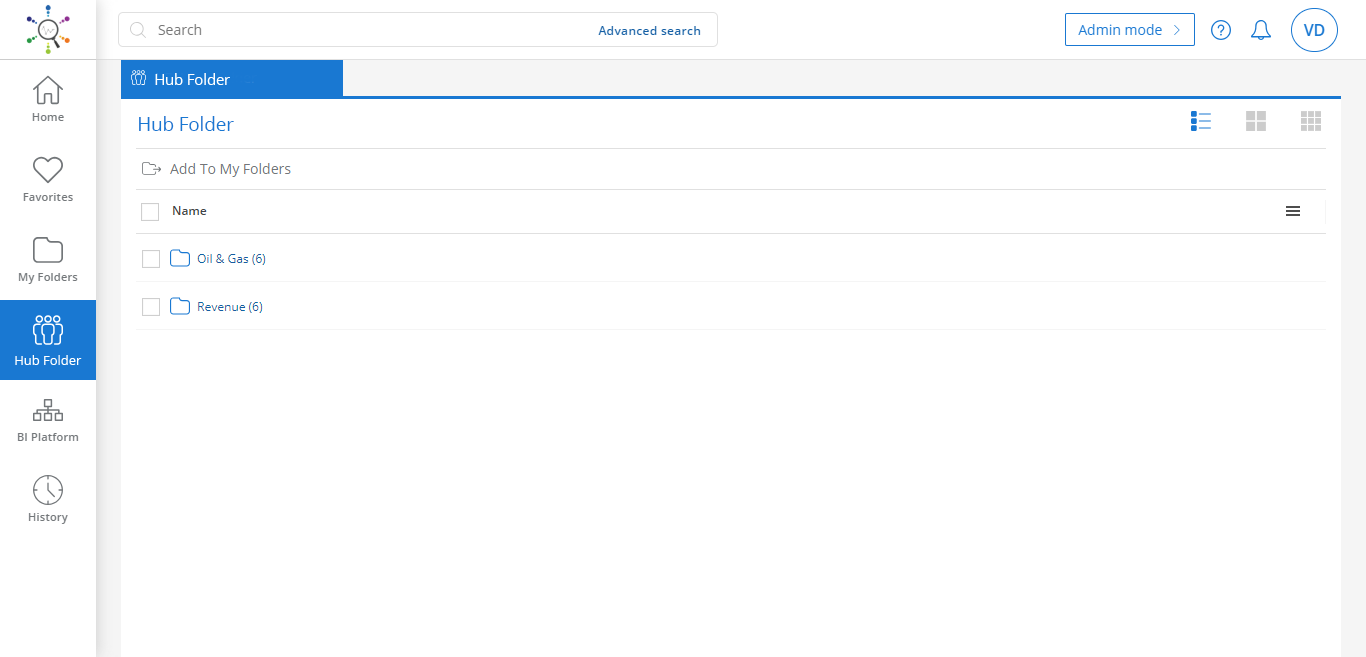 Search
Advanced search
Admin mode
?
VD
Home
Favorites
My Folders
Hub Folder
BI Platform
History
Hub Folder
Hub Folder
Add To My Folders
Name
Oil & Gas (6)
Revenue (6)